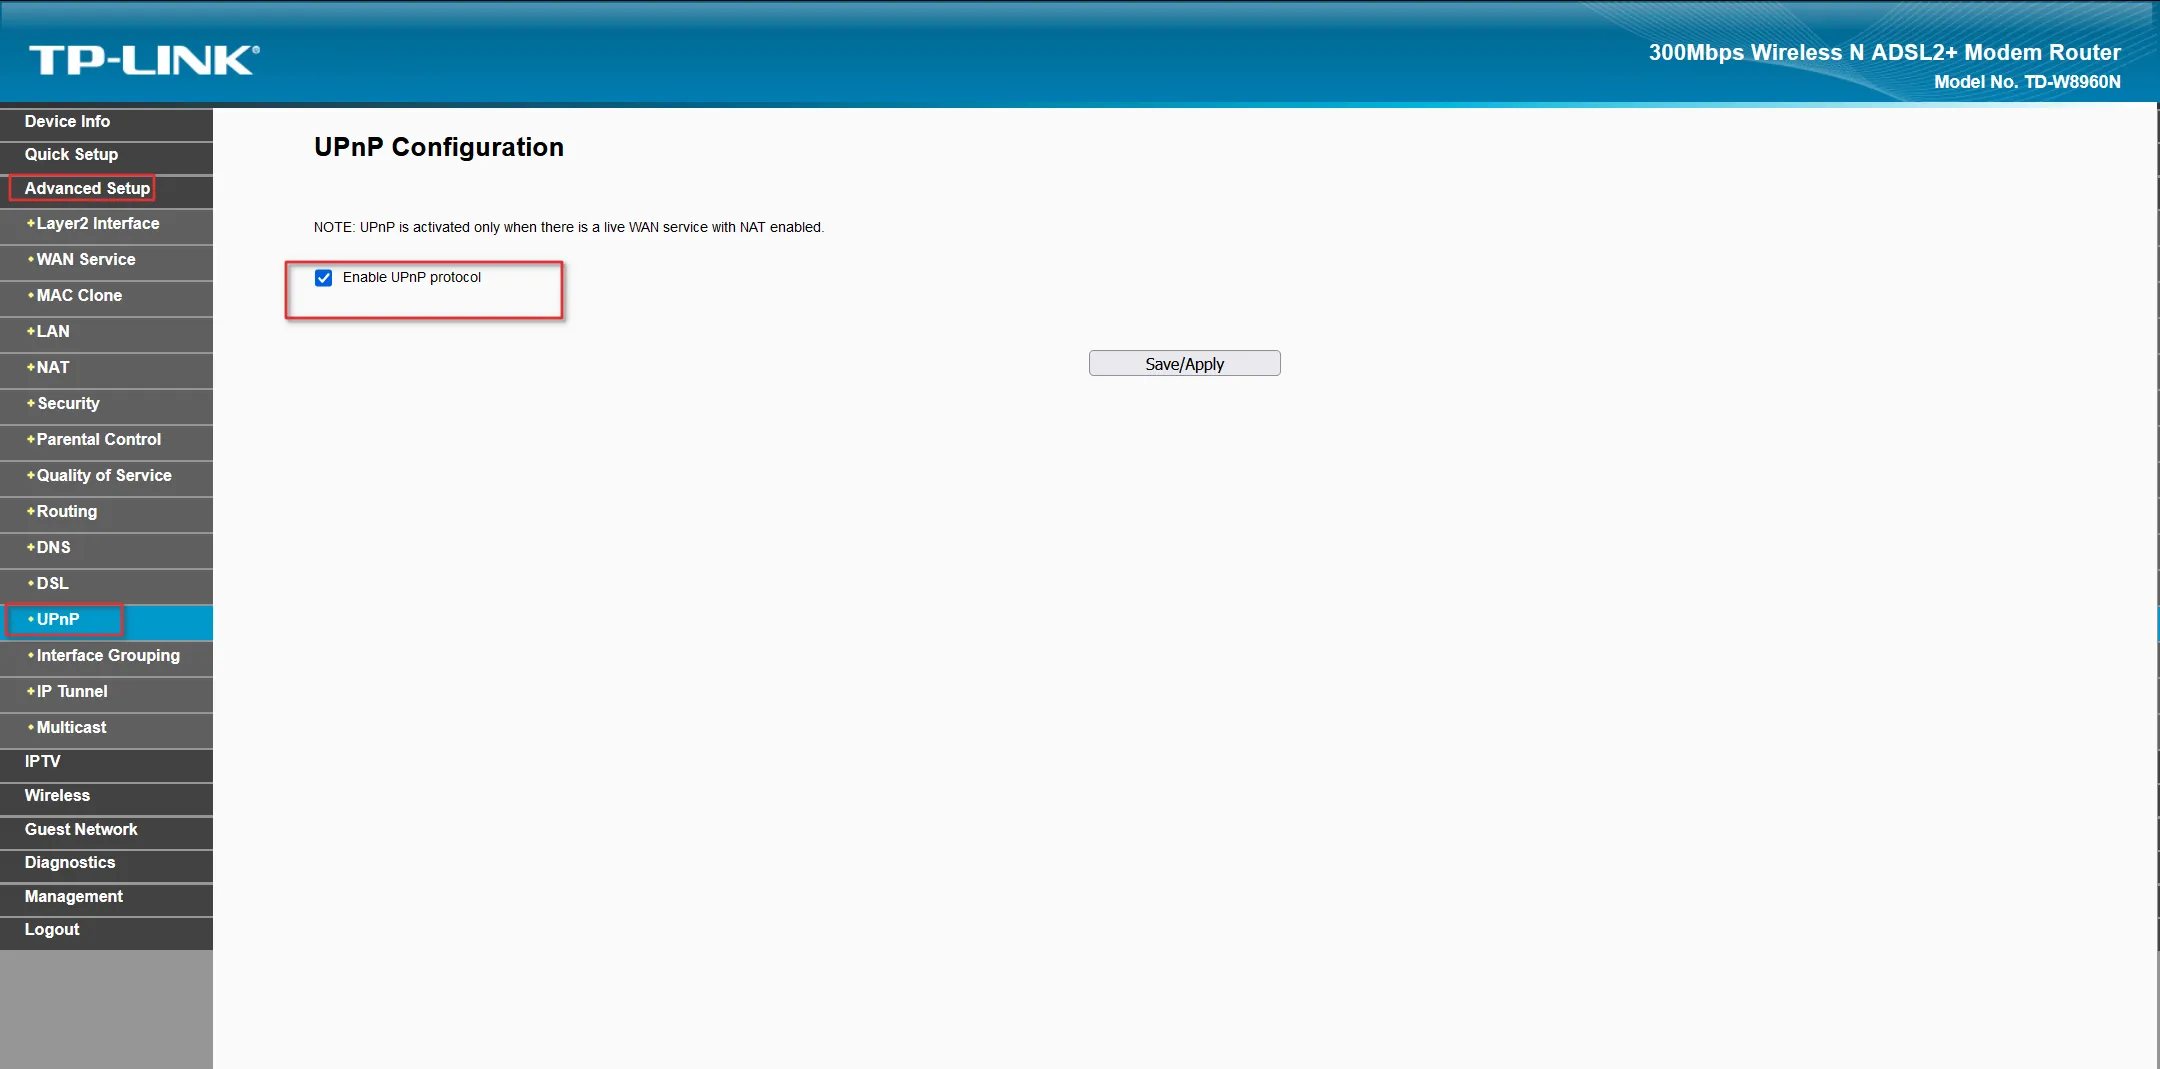 TP-LINK®
300Mbps Wireless N ADSL2+ Modem Router
Model No. TD-W8960N
Device Info
Quick Setup
Advanced Setup
+Layer2 Interface
•WAN Service
•MAC Clone
+LAN
+NAT
+Security
+Parental Control
+Quality of Service
+Routing
+DNS
•DSL
•UPnP
•Interface Grouping
+IP Tunnel
•Multicast
IPTV
Wireless
Guest Network
Diagnostics
Management
Logout
UPnP Configuration
NOTE: UPnP is activated only when there is a live WAN service with NAT enabled.
Enable UPnP protocol
Save/Apply